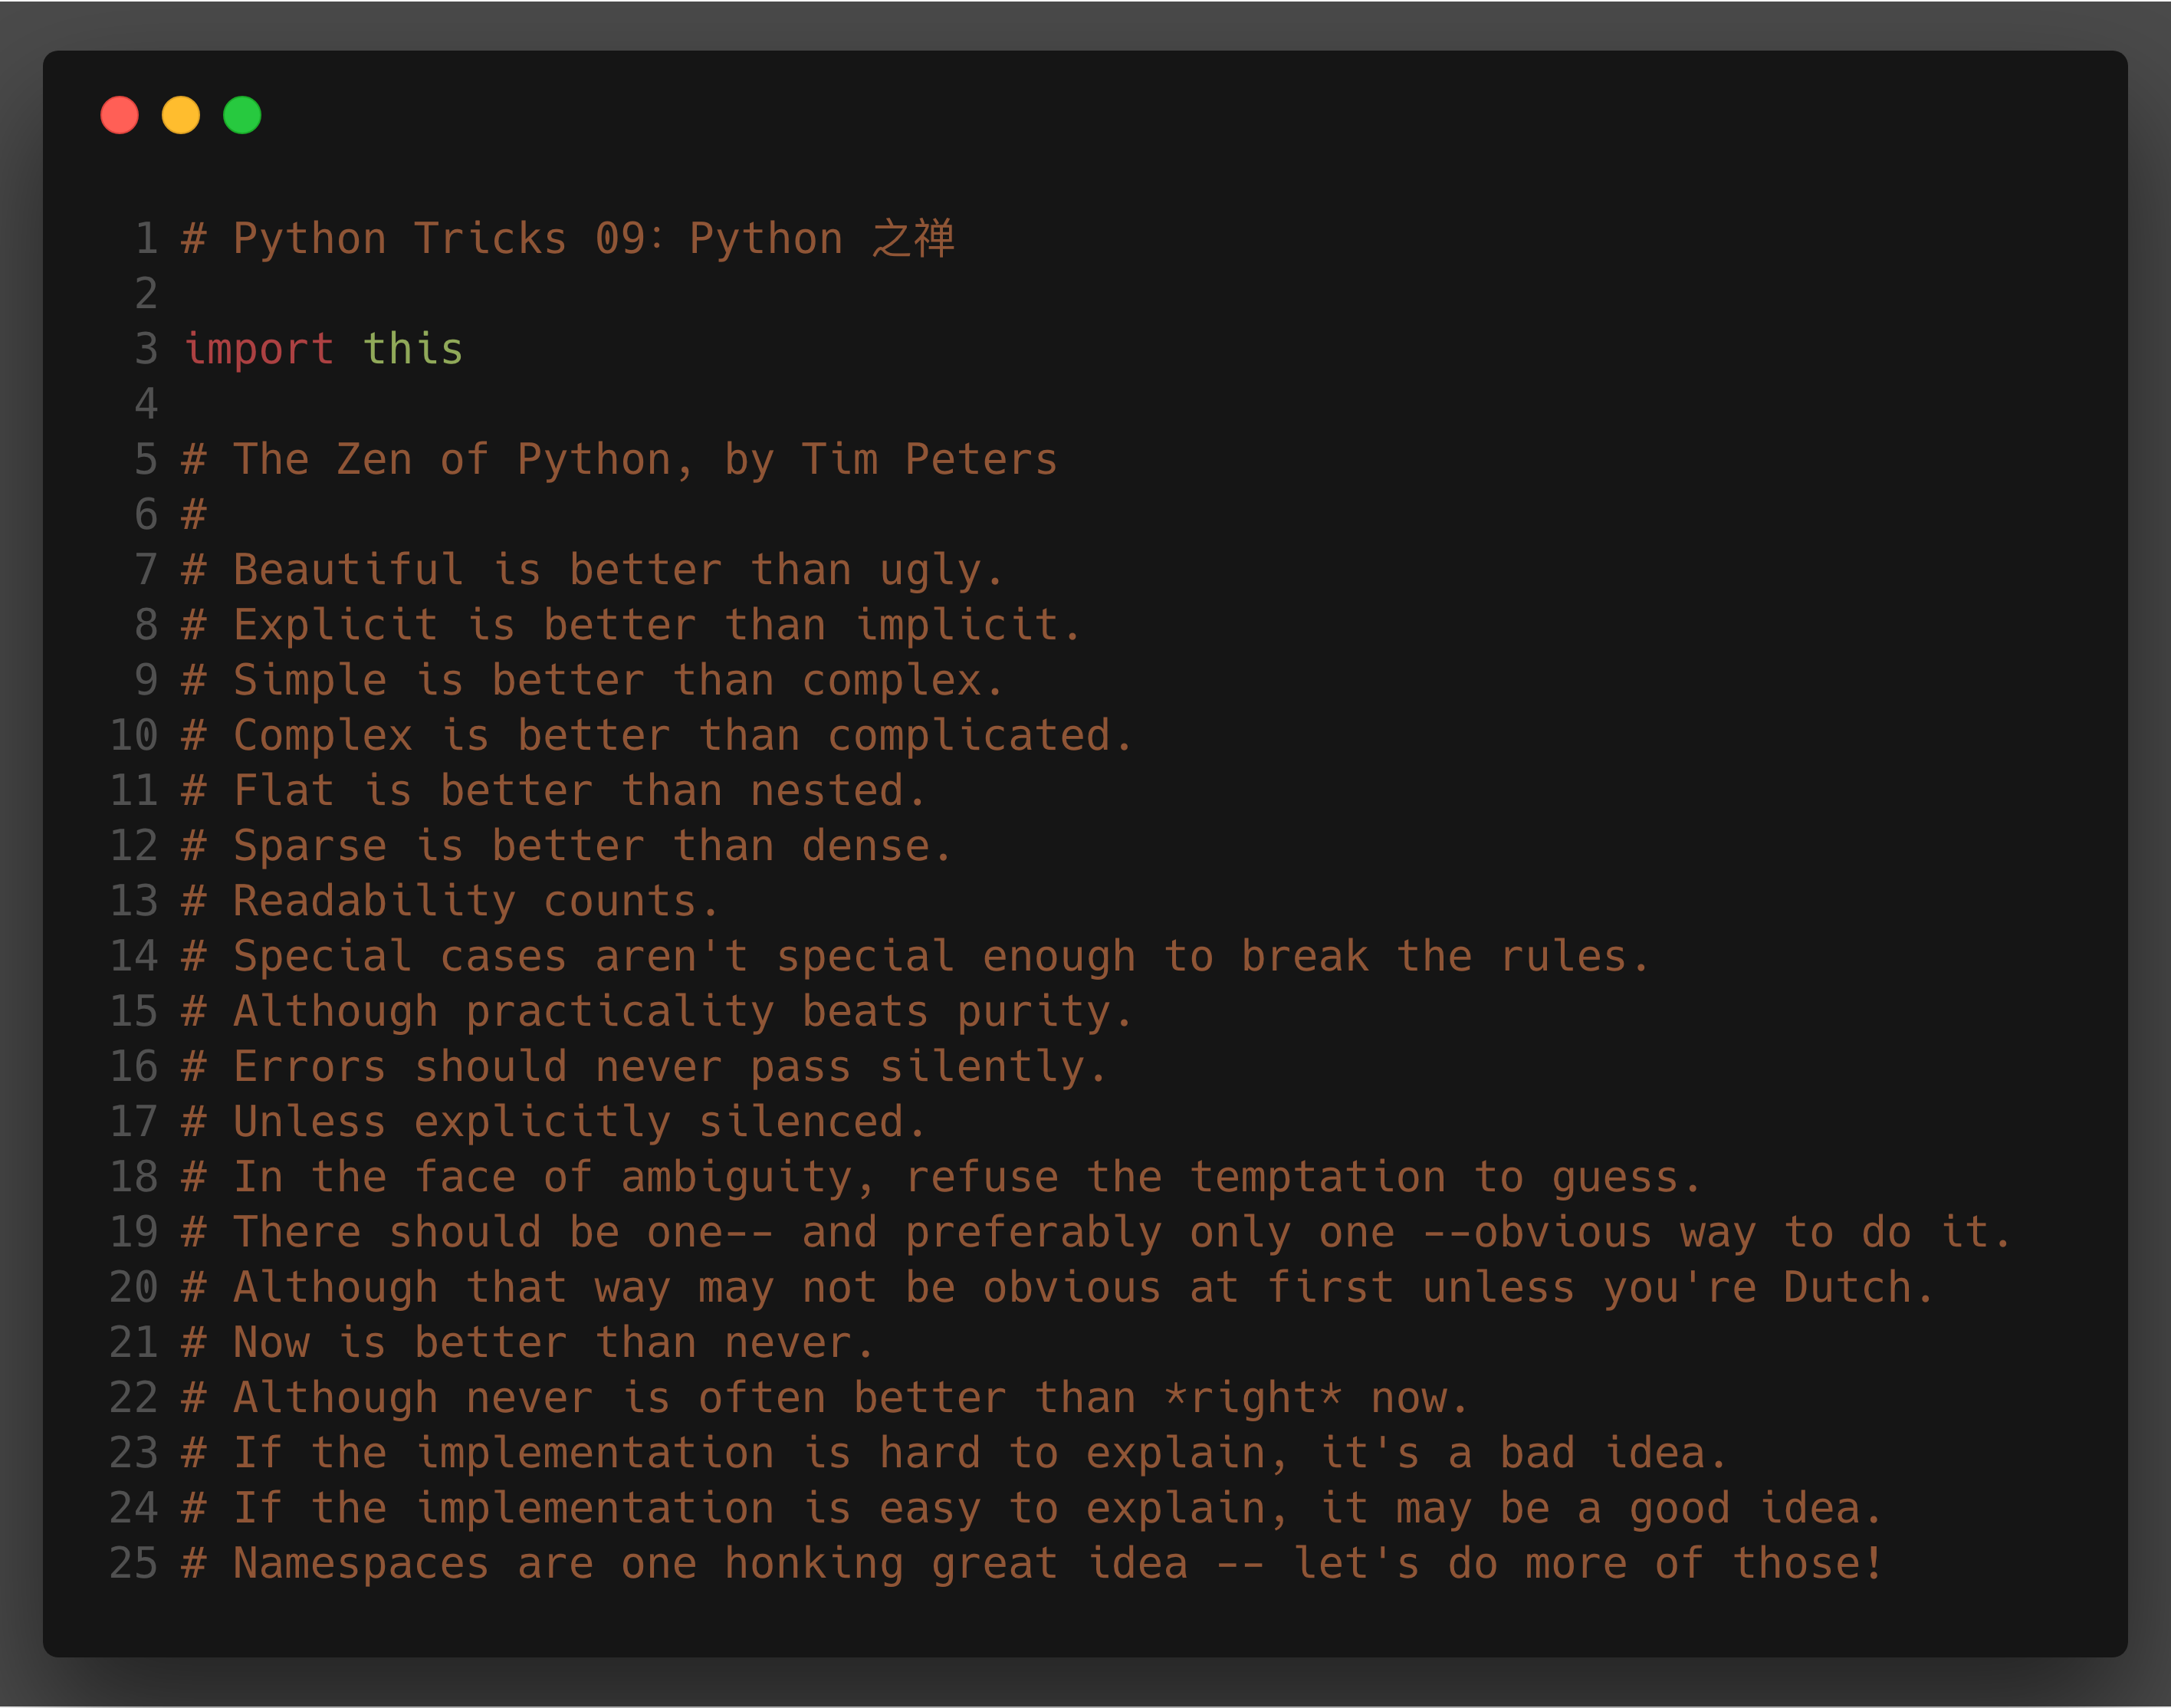 1 # Python Tricks 09: Python 之禅
2
3 import this
4
5 # The Zen of Python, by Tim Peters
6 #
7 # Beautiful is better than ugly.
8 # Explicit is better than implicit.
9 # Simple is better than complex.
10 # Complex is better than complicated.
11 # Flat is better than nested.
12 # Sparse is better than dense.
13 # Readability counts.
14 # Special cases aren't special enough to break the rules.
15 # Although practicality beats purity.
16 # Errors should never pass silently.
17 # Unless explicitly silenced.
18 # In the face of ambiguity, refuse the temptation to guess.
19 # There should be one-- and preferably only one --obvious way to do it.
20 # Although that way may not be obvious at first unless you're Dutch.
21 # Now is better than never.
22 # Although never is often better than *right* now.
23 # If the implementation is hard to explain, it's a bad idea.
24 # If the implementation is easy to explain, it may be a good idea.
25 # Namespaces are one honking great idea -- let's do more of those!